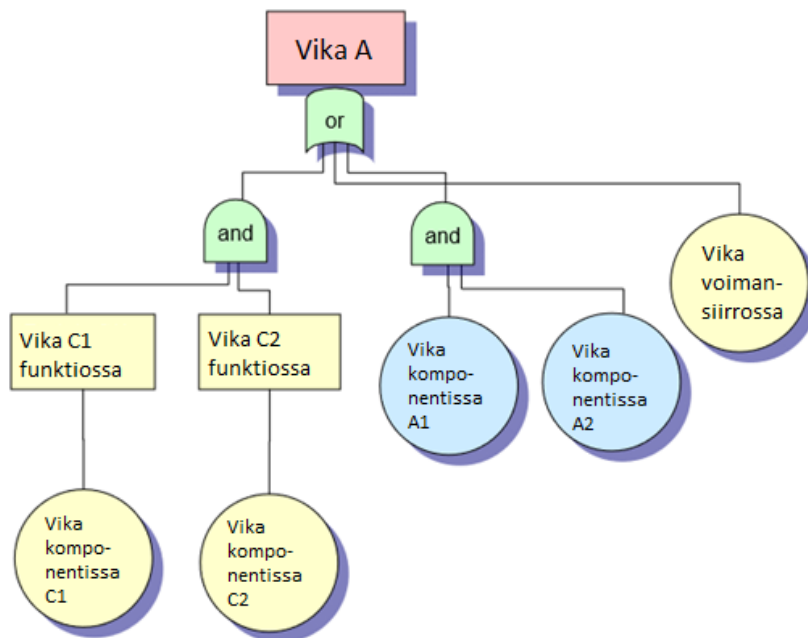 Vika A
or
and
and
Vika
voiman-
siirrossa
Vika C1
funktiossa
Vika C2
funktiossa
Vika
kompo-
nentissa
A1
Vika
kompo-
nentissa
A2
Vika
kompo-
nentissa
C1
Vika
kompo-
nentissa
C2